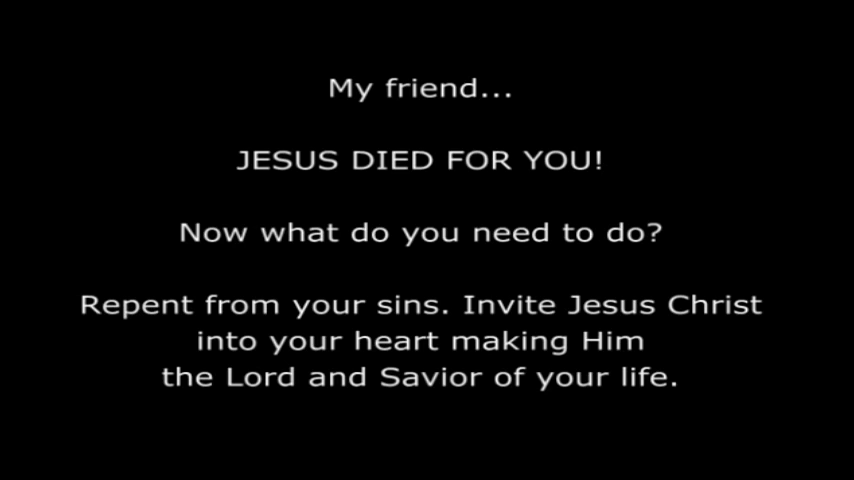 My friend...
JESUS DIED FOR YOU!
Now what do you need to do?
Repent from your sins. Invite Jesus Christ
into your heart making Him
the Lord and Savior of your life.